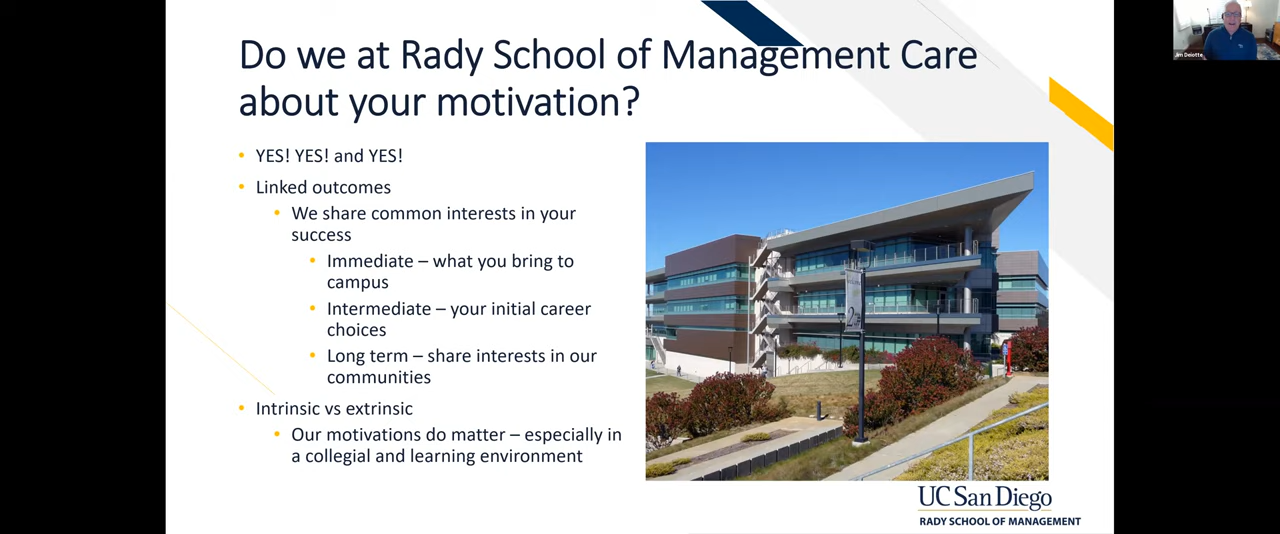 Do we at Rady School of Management Care
about your motivation?
• YES! YES! and YES!
• Linked outcomes
• We share common interests in your
success
• Immediate – what you bring to
campus
• Intermediate – your initial career
choices
• Long term – share interests in our
communities
• Intrinsic vs extrinsic
• Our motivations do matter – especially in
a collegial and learning environment
UC San Diego
RADY SCHOOL OF MANAGEMENT
Jim Deiotte